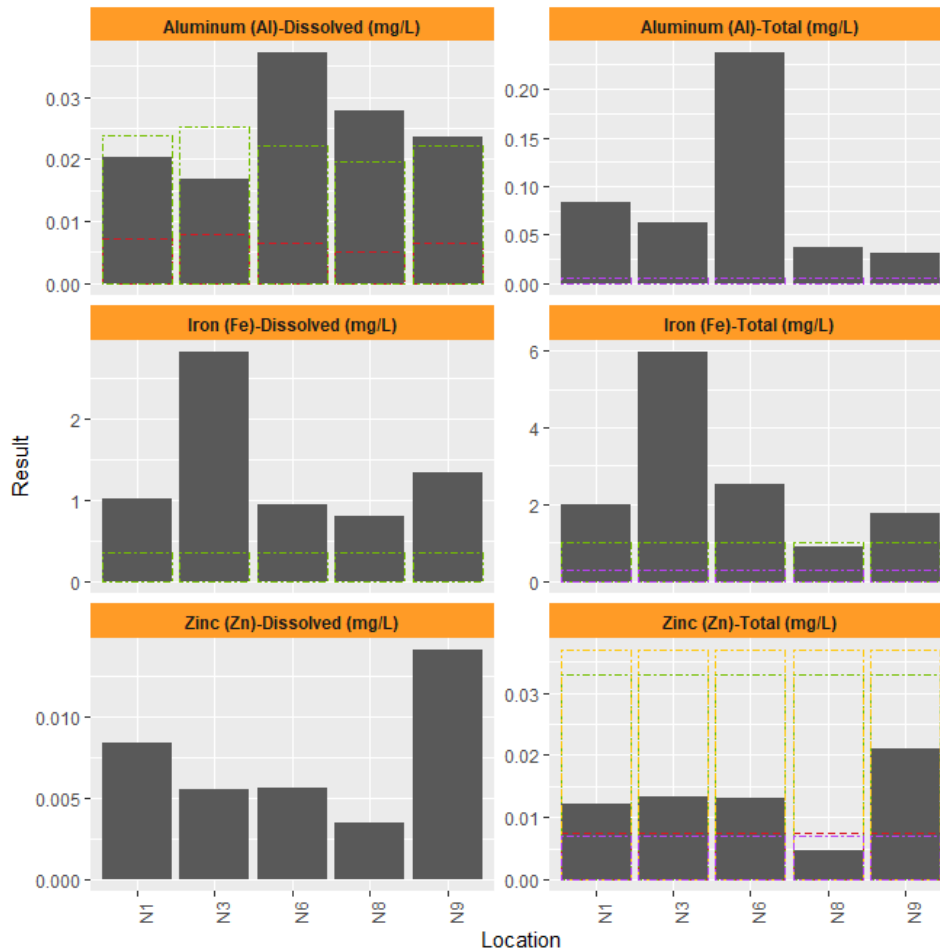 Aluminum (Al)-Dissolved (mg/L)
Aluminum (Al)-Total (mg/L)
0.03
0.02
0.01
0.00
0.20
0.15
0.10
0.05
0.00
Iron (Fe)-Dissolved (mg/L)
Iron (Fe)-Total (mg/L)
2
1
0
6
4
2
0
Zinc (Zn)-Dissolved (mg/L)
Zinc (Zn)-Total (mg/L)
0.010
0.005
0.000
0.03
0.02
0.01
0.00
N1 N3 N6 N8 N9
N1 N3 N6 N8 N9
Result
Location